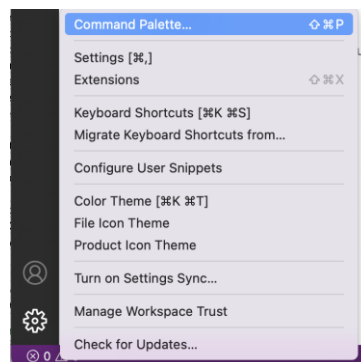 Command Palette... ⇧⌘P
Settings [⌘,]
Extensions ⇧⌘X
Keyboard Shortcuts [⌘K ⌘S]
Migrate Keyboard Shortcuts from...
Configure User Snippets
Color Theme [⌘K ⌘T]
File Icon Theme
Product Icon Theme
Turn on Settings Sync...
Manage Workspace Trust
Check for Updates...
0